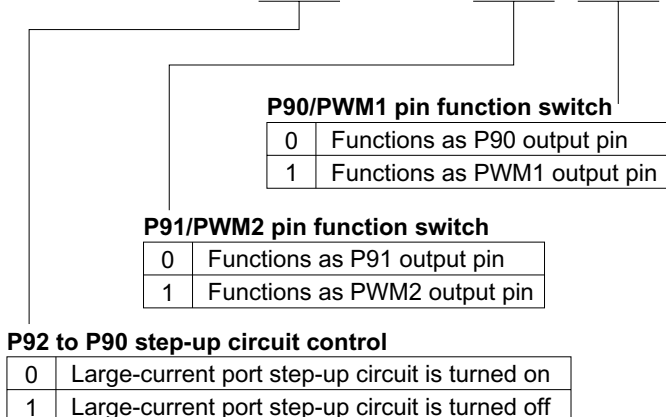 P90/PWM1 pin function switch
0 Functions as P90 output pin
1 Functions as PWM1 output pin
P91/PWM2 pin function switch
0 Functions as P91 output pin
1 Functions as PWM2 output pin
P92 to P90 step-up circuit control
0 Large-current port step-up circuit is turned on
1 Large-current port step-up circuit is turned off